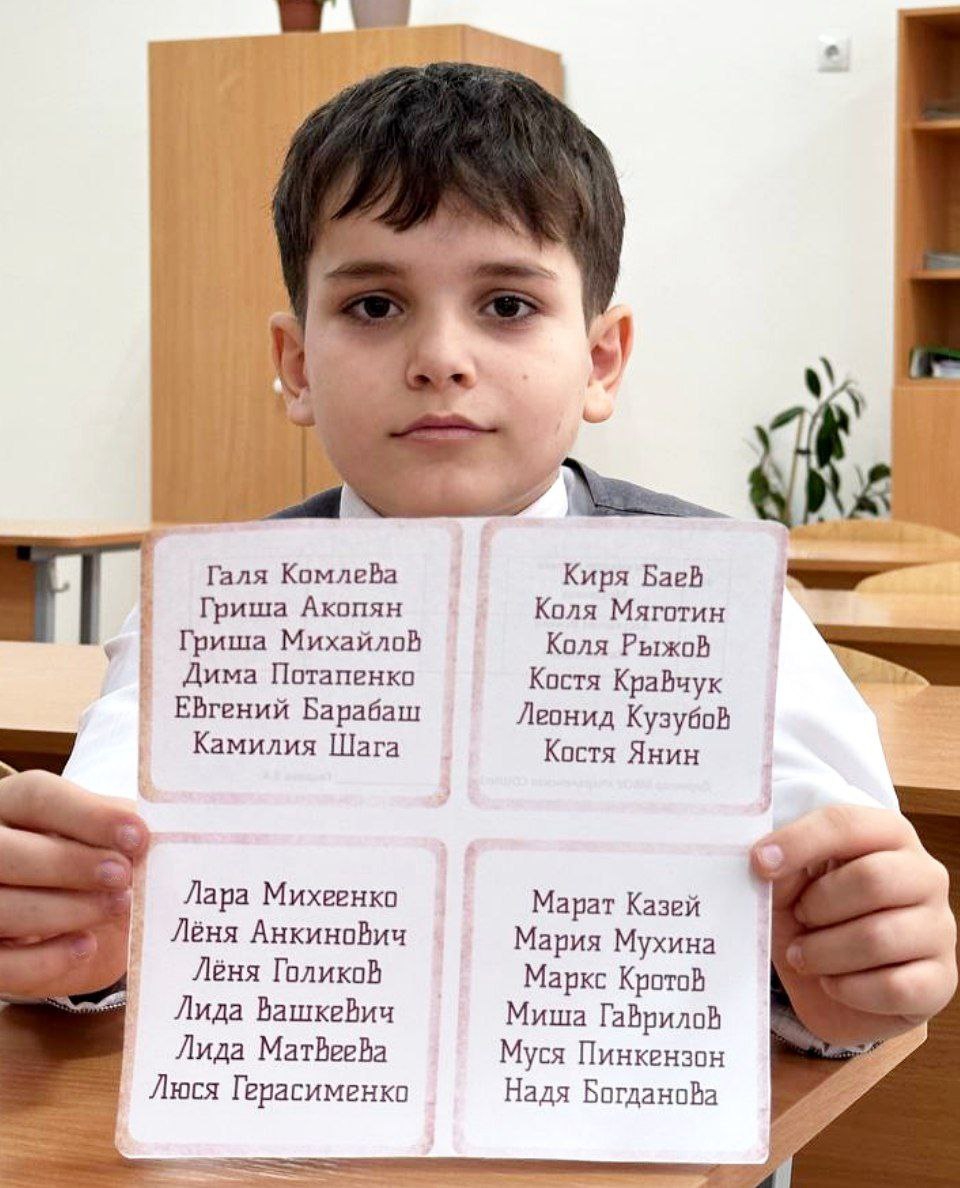 Галя Комлева
Гриша Акопян
Гриша Михайлов
Дима Потапенко
Евгений Барабаш
Камилия Шага
Киря Баев
Коля Мяготин
Коля Рыжов
Костя Кравчук
Леонид Кузубов
Костя Янин
Лара Михеенко
Лёня Анкинович
Лёня Голиков
Лида Вашкевич
Лида Матвеева
Люся Герасименко
Марат Казей
Мария Мухина
Маркс Кротов
Миша Гаврилов
Муся Пинкензон
Надя Богданова